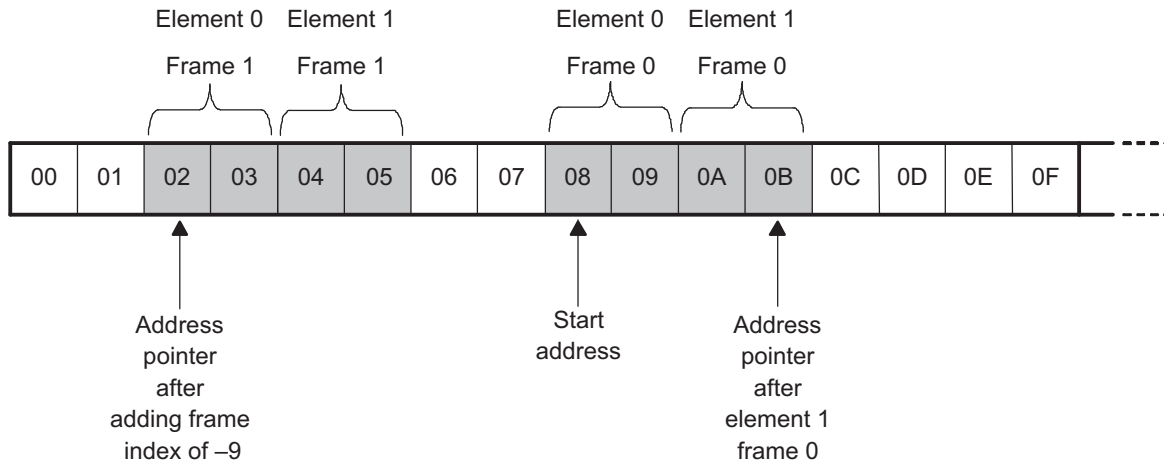 Element 0 Element 1 Element 0 Element 1
Frame 1 Frame 1 Frame 0 Frame 0
00 01 02 03 04 05 06 07 08 09 0A 0B 0C 0D 0E 0F
Address
pointer
after
adding frame
index of –9
Start
address
Address
pointer
after
element 1
frame 0